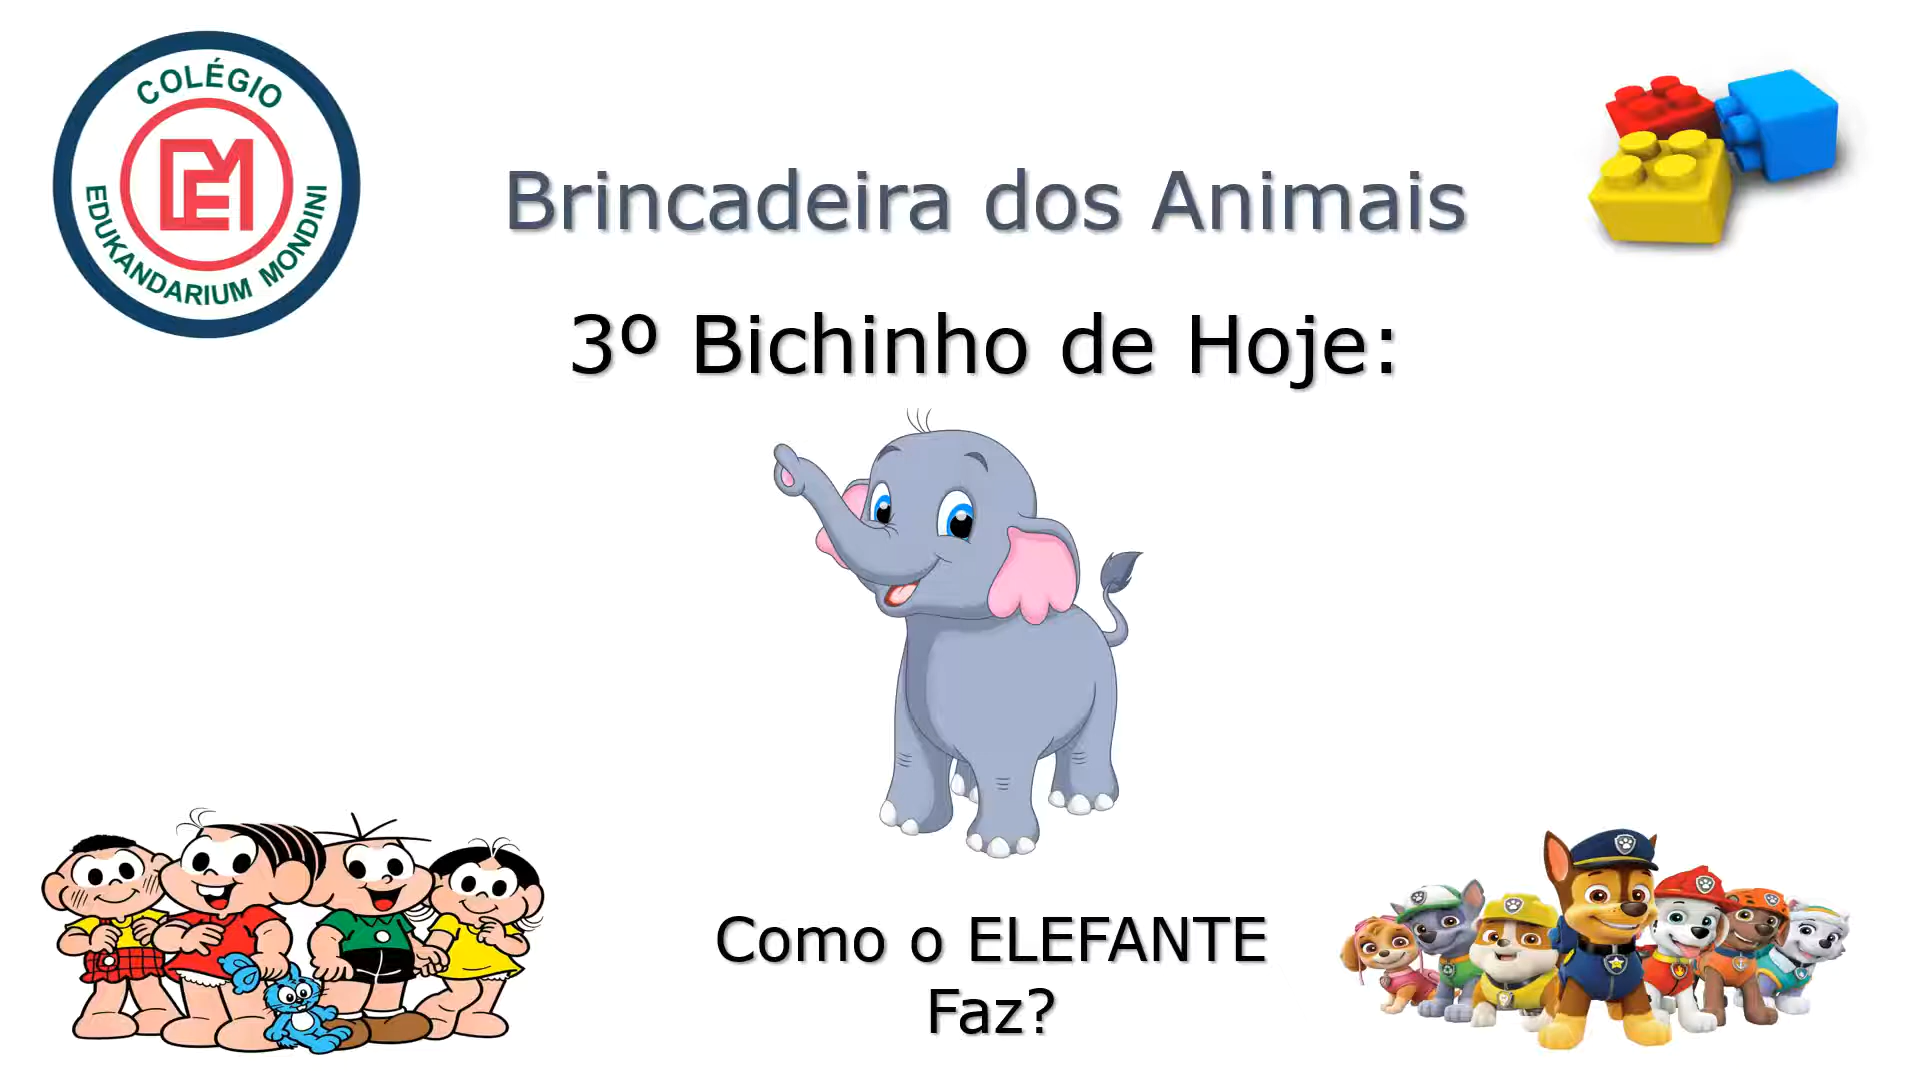 COLÉGIO
EDUKANDARIUM MONDINI
Brincadeira dos Animais
3º Bichinho de Hoje:
Como o ELEFANTE
Faz?